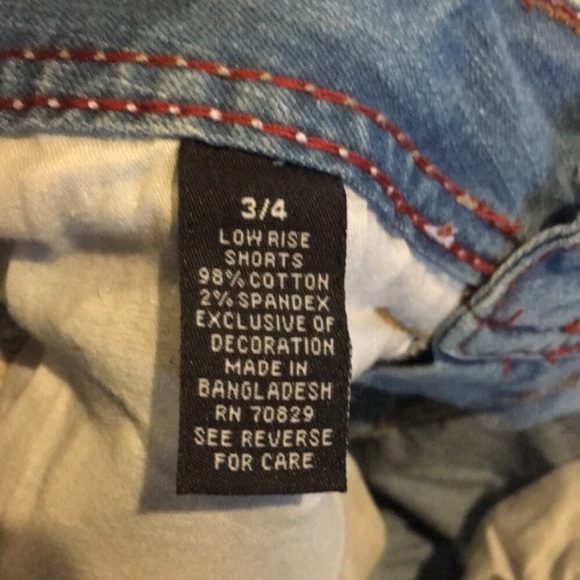 3/4
LOW RISE
SHORTS
98% COTTON
2% SPANDEX
EXCLUSIVE OF
DECORATION
MADE IN
BANGLADESH
RN 70829
SEE REVERSE
FOR CARE